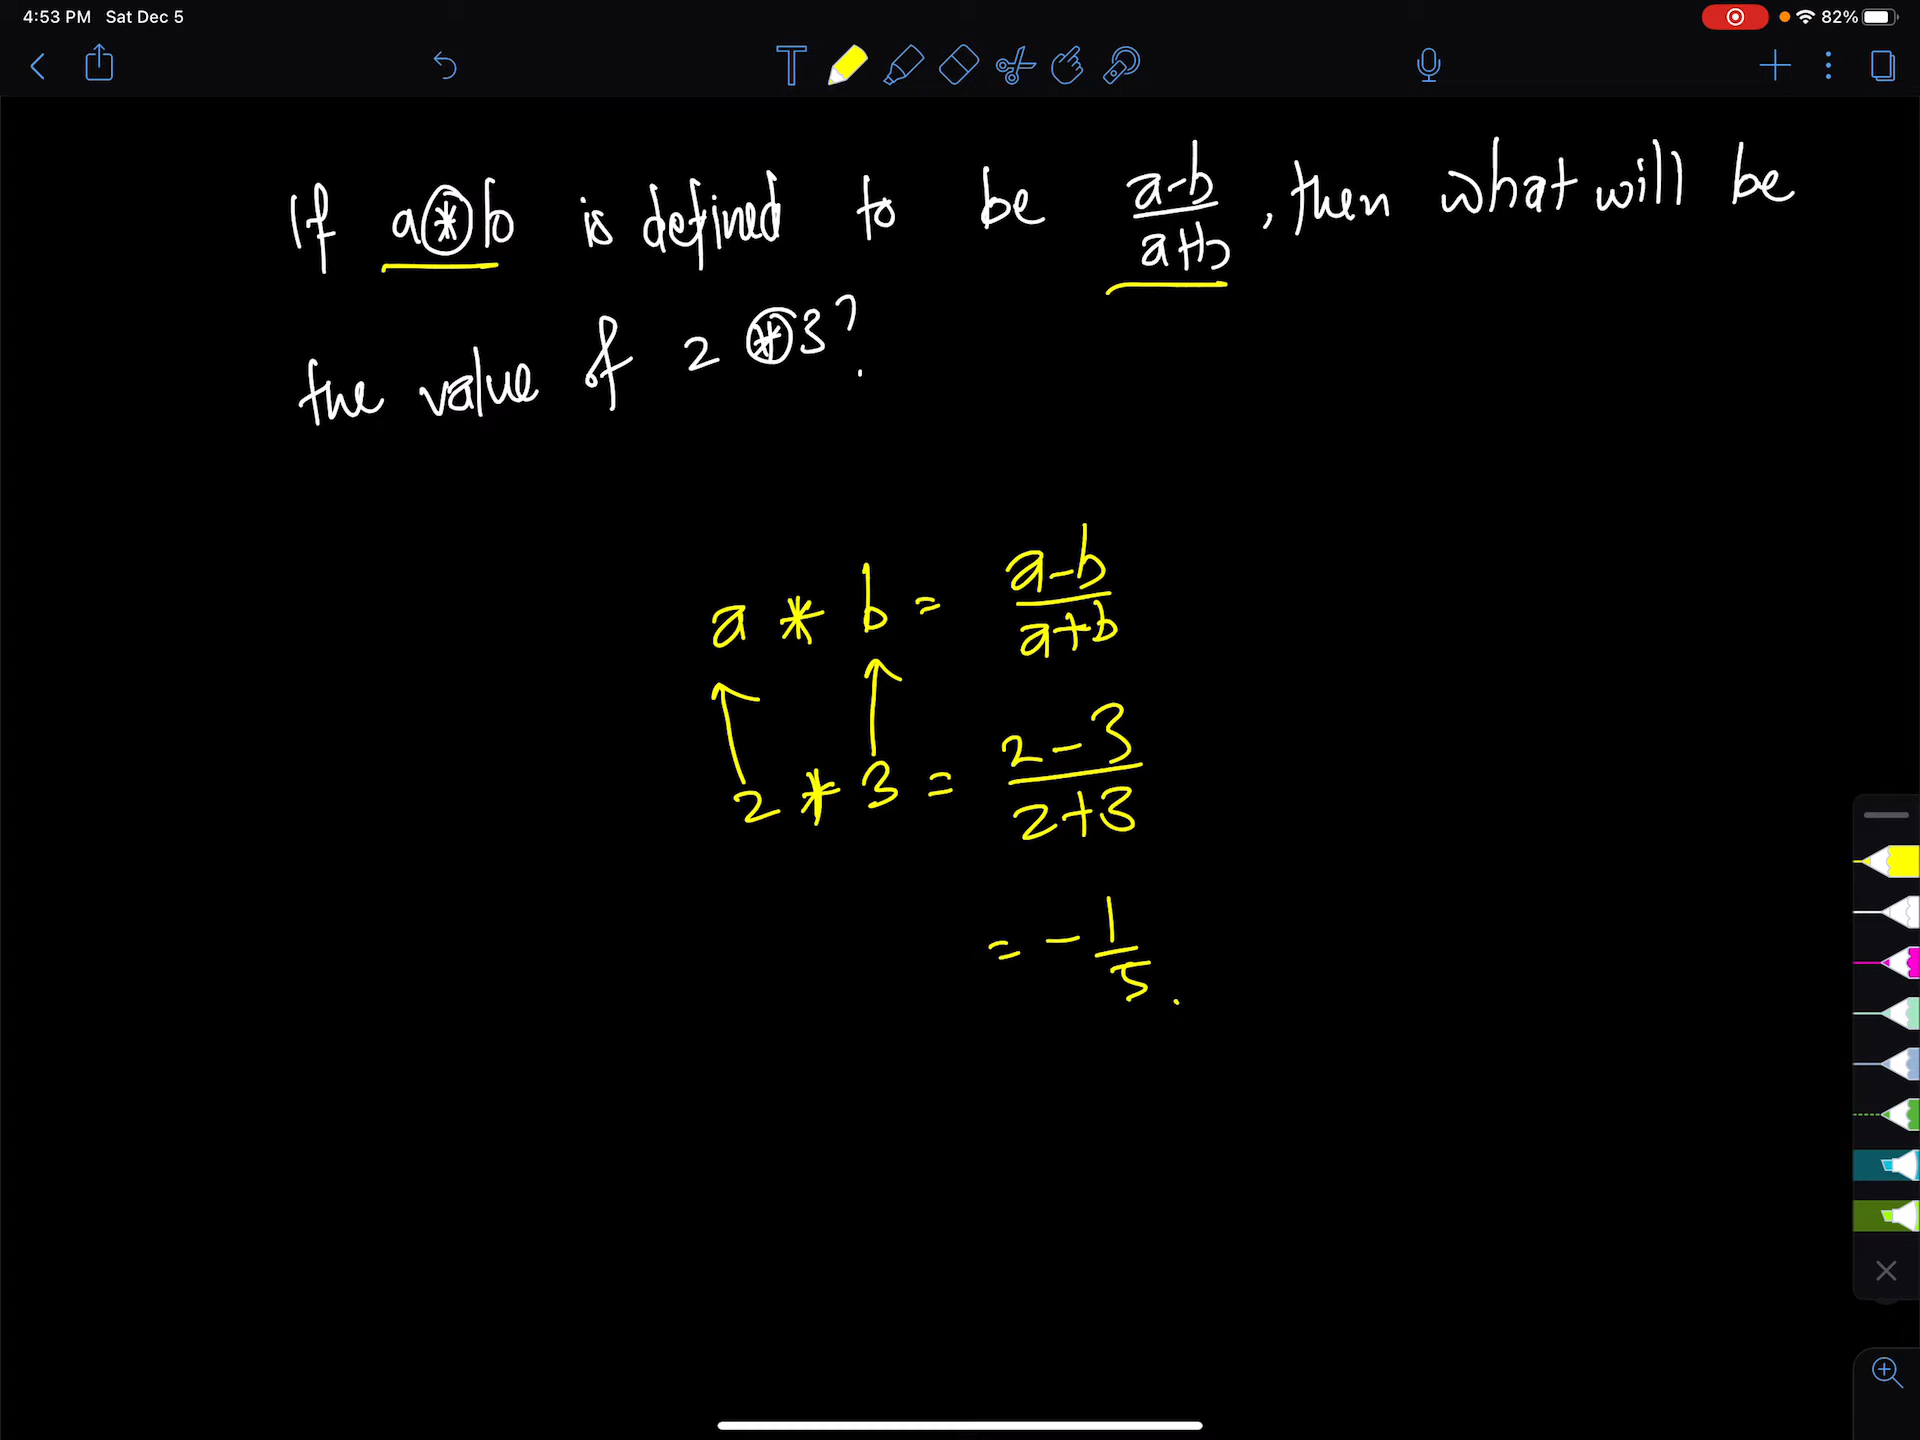 4:53 PM Sat Dec 5
82%
T
If a⊛b is defined to be (a-b)/(a+b), then what will be
the value of 2 ⊛ 3?
a * b = (a-b)/(a+b)
2 * 3 = (2-3)/(2+3)
= - 1/5.